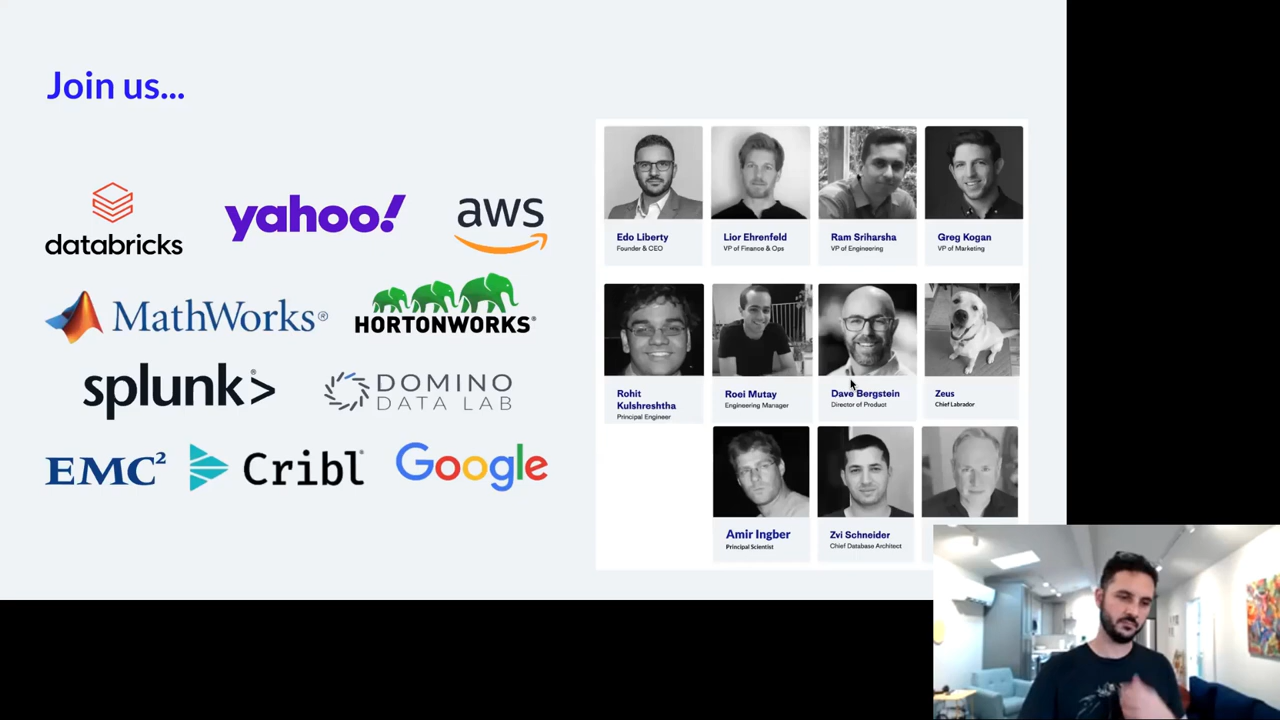 Join us...
databricks
yahoo!
aws
MathWorks®
HORTONWORKS®
splunk>®
DOMINO
DATA LAB
EMC²
Cribl
Google
Edo Liberty
Founder & CEO
Lior Ehrenfeld
VP of Finance & Ops
Ram Sriharsha
VP of Engineering
Greg Kogan
VP of Marketing
Rohit
Kulshreshtha
Principal Engineer
Roei Mutay
Engineering Manager
Dave Bergstein
Director of Product
Zeus
Chief Labrador
Amir Ingber
Principal Scientist
Zvi Schneider
Chief Database Architect